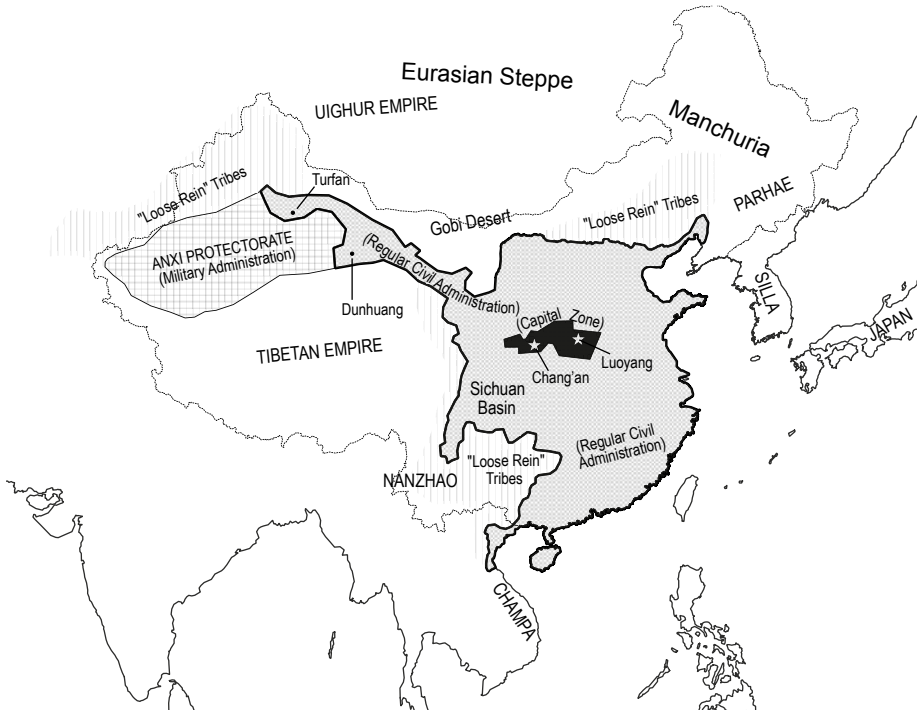 Eurasian Steppe
UIGHUR EMPIRE
Manchuria
"Loose Rein" Tribes
Turfan
Gobi Desert
"Loose Rein" Tribes
PARHAE
ANXI PROTECTORATE
(Military Administration)
(Regular Civil Administration)
Dunhuang
SILLA
JAPAN
(Capital Zone)
TIBETAN EMPIRE
Luoyang
Chang'an
Sichuan
Basin
(Regular Civil
Administration)
"Loose Rein"
Tribes
NANZHAO
CHAMPA